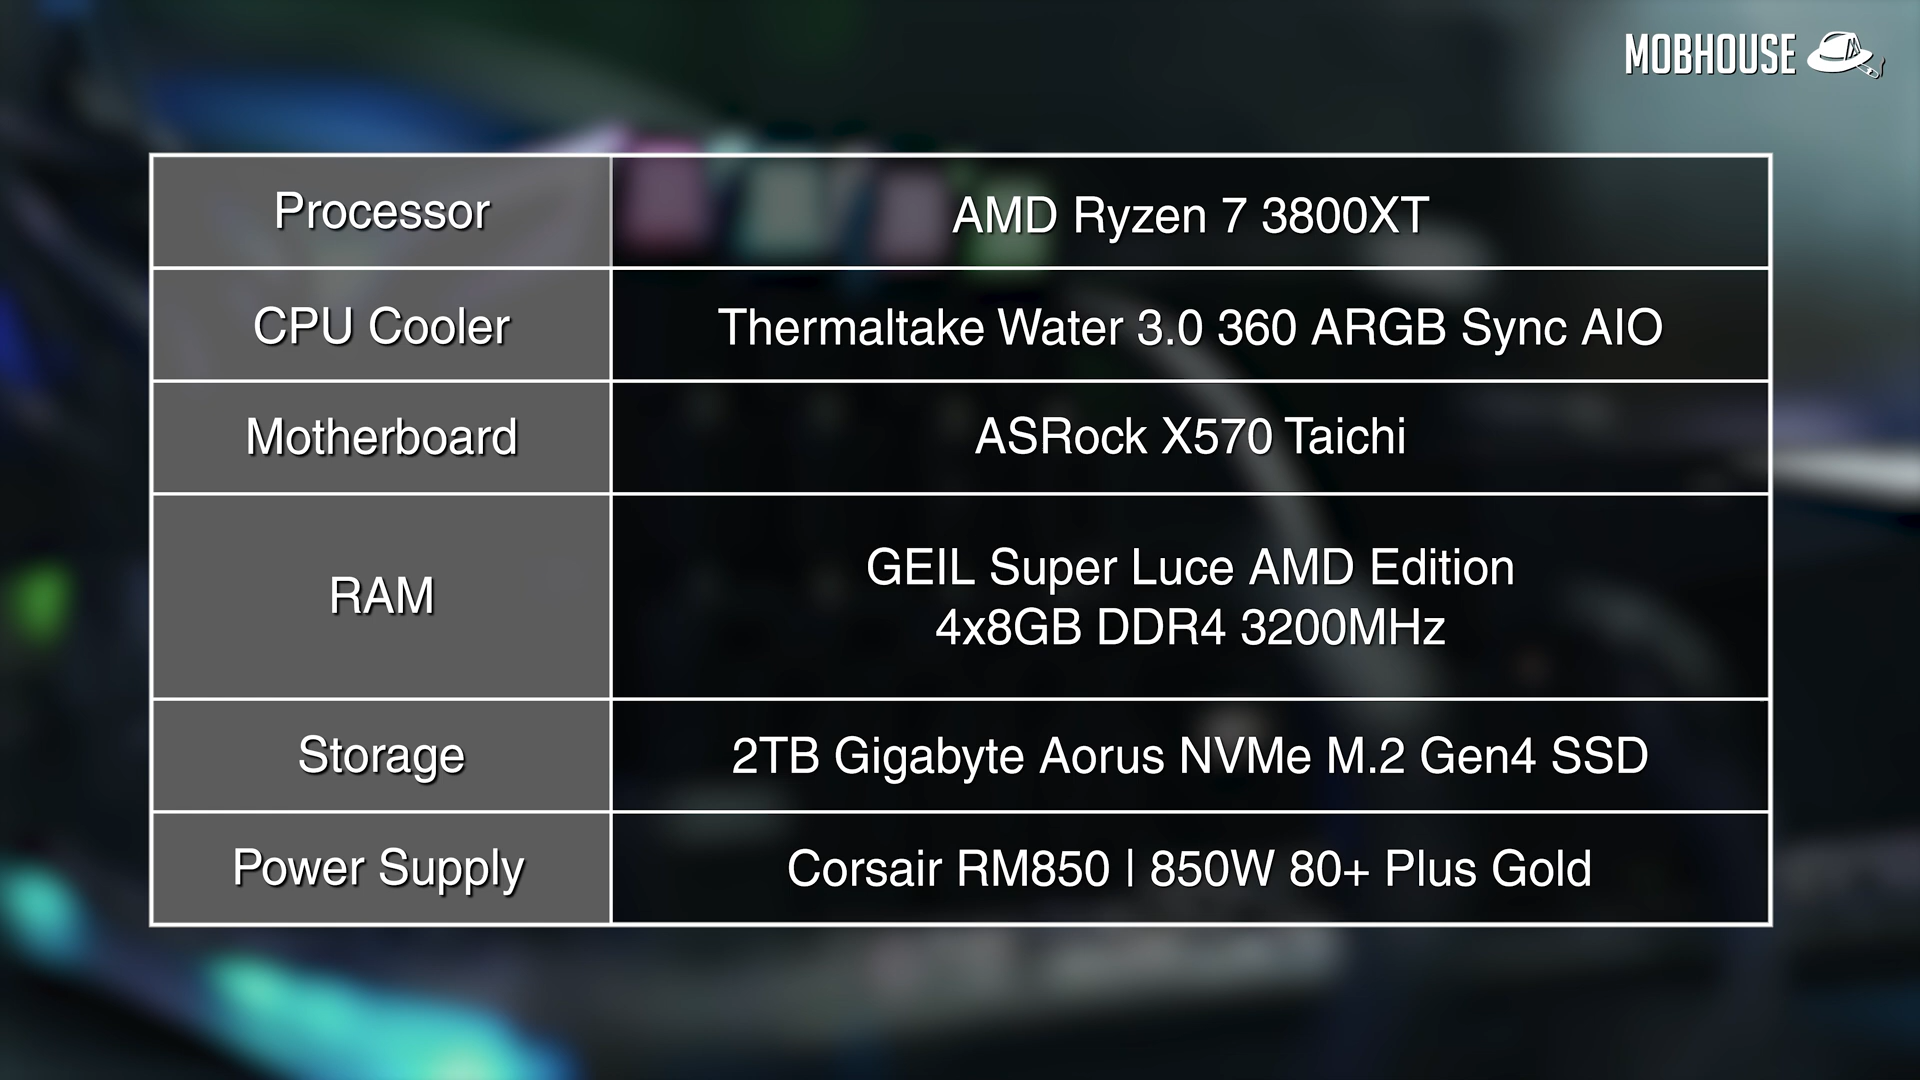 MOBHOUSE
Processor
AMD Ryzen 7 3800XT
CPU Cooler
Thermaltake Water 3.0 360 ARGB Sync AIO
Motherboard
ASRock X570 Taichi
RAM
GEIL Super Luce AMD Edition
4x8GB DDR4 3200MHz
Storage
2TB Gigabyte Aorus NVMe M.2 Gen4 SSD
Power Supply
Corsair RM850 | 850W 80+ Plus Gold